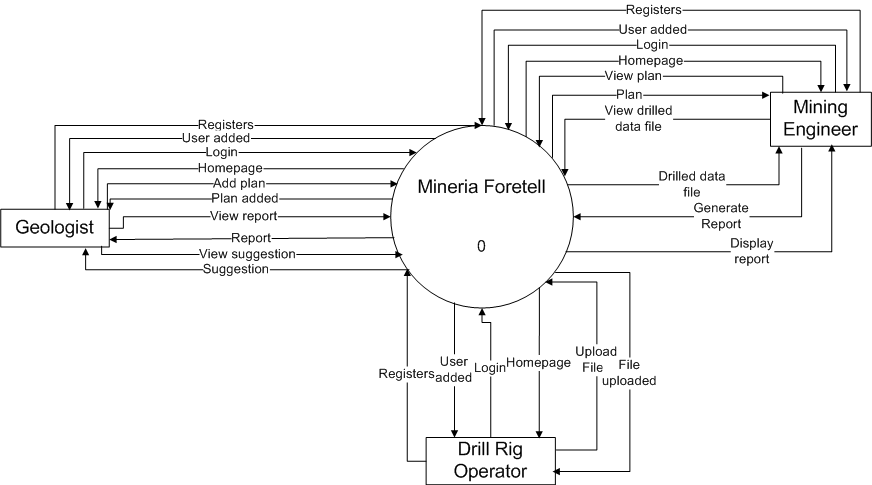 Registers
User added
Login
Homepage
View plan
Plan
View drilled
data file
Mining
Engineer
Registers
User added
Login
Homepage
Add plan
Plan added
View report
Report
View suggestion
Suggestion
Geologist
Mineria Foretell
0
Drilled data
file
Generate
Report
Display
report
Registers
User
added
Login
Homepage
Upload
File
File
uploaded
Drill Rig
Operator